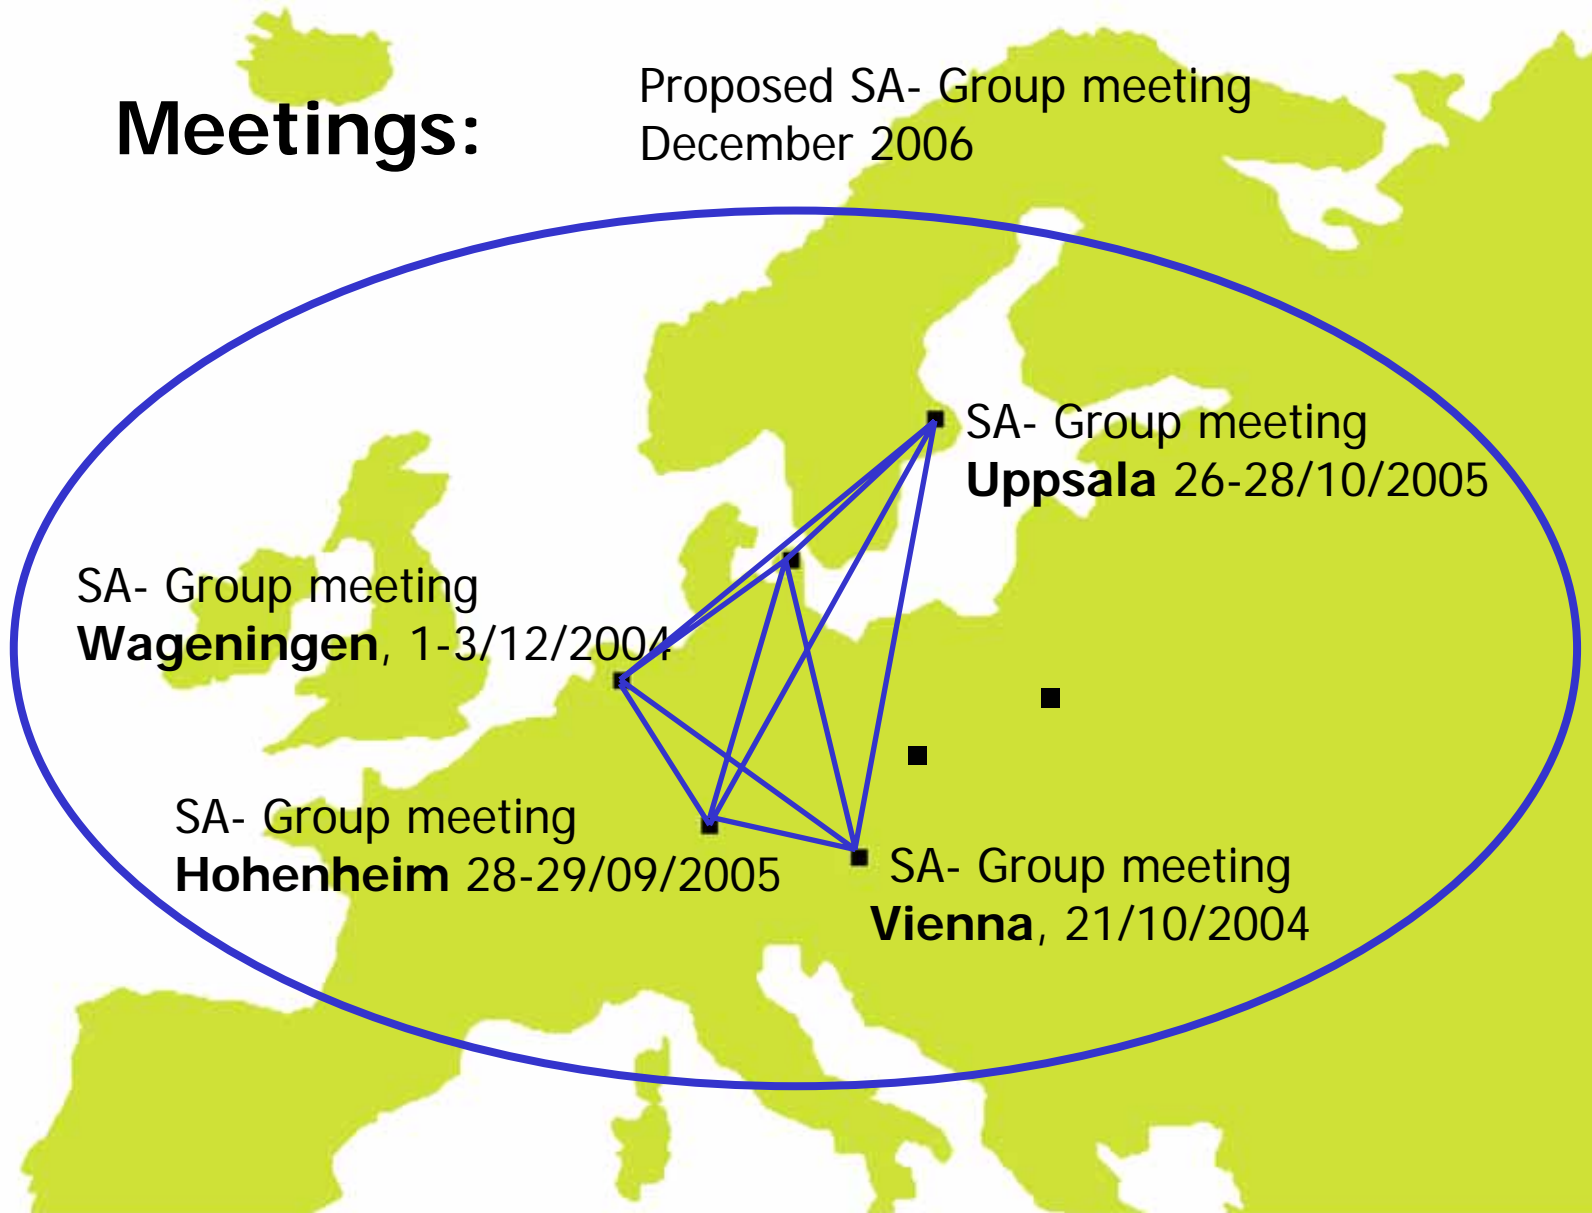 Meetings:
Proposed SA- Group meeting
December 2006
SA- Group meeting
Uppsala 26-28/10/2005
SA- Group meeting
Wageningen, 1-3/12/2004
SA- Group meeting
Hohenheim 28-29/09/2005
SA- Group meeting
Vienna, 21/10/2004